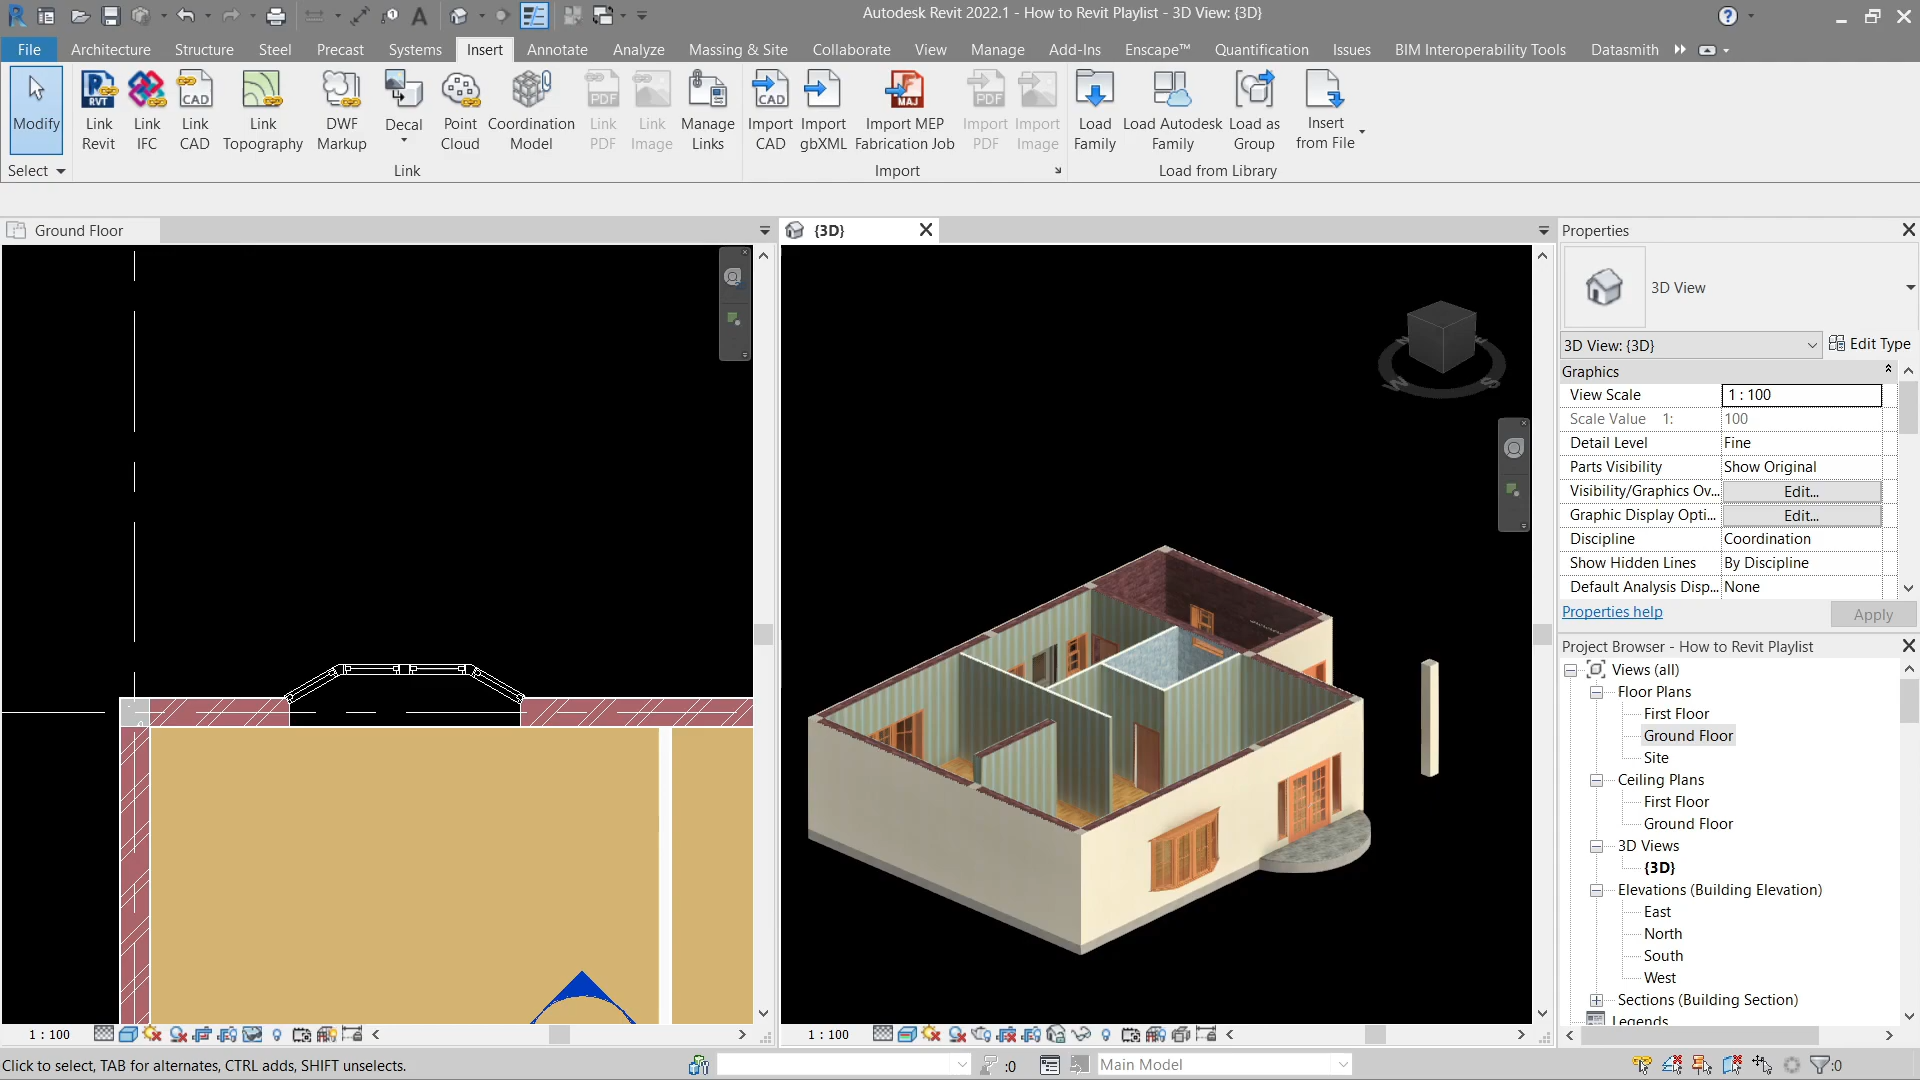 Autodesk Revit 2022.1 - How to Revit Playlist - 3D View: {3D}
File Architecture Structure Steel Precast Systems Insert Annotate Analyze Massing & Site Collaborate View Manage Add-Ins Enscape™ Quantification Issues BIM Interoperability Tools Datasmith
Modify
Link Revit
Link IFC
Link CAD
Link Topography
DWF Markup
Decal
Point Cloud
Coordination Model
Link PDF
Link Image
Manage Links
Import CAD
Import gbXML
Import MEP Fabrication Job
Import PDF
Import Image
Load Family
Load Autodesk Family
Load as Group
Insert from File
Select
Link
Import
Load from Library
Ground Floor
{3D}
W S
Properties
3D View
3D View: {3D}
Edit Type
Graphics
View Scale 1 : 100
Scale Value 1: 100
Detail Level Fine
Parts Visibility Show Original
Visibility/Graphics Ov... Edit...
Graphic Display Opti... Edit...
Discipline Coordination
Show Hidden Lines By Discipline
Default Analysis Disp... None
Properties help
Apply
Project Browser - How to Revit Playlist
Views (all)
Floor Plans
First Floor
Ground Floor
Site
Ceiling Plans
First Floor
Ground Floor
3D Views
{3D}
Elevations (Building Elevation)
East
North
South
West
Sections (Building Section)
Legends
1 : 100
1 : 100
Click to select, TAB for alternates, CTRL adds, SHIFT unselects.
:0
Main Model
:0